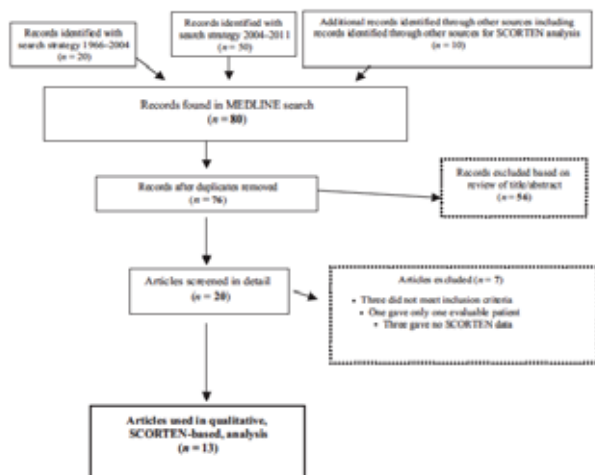 Records identified with
search strategy 1966–2004
(n = 20)
Records identified with
search strategy 2004–2011
(n = 50)
Additional records identified through other sources including
records identified through other sources for SCORTEN analysis
(n = 10)
Records found in MEDLINE search
(n = 80)
Records after duplicates removed
(n = 76)
Records excluded based on
review of title/abstract
(n = 56)
Articles screened in detail
(n = 20)
Articles excluded (n = 7)
• Three did not meet inclusion criteria
• One gave only one evaluable patient
• Three gave no SCORTEN data
Articles used in qualitative,
SCORTEN-based, analysis
(n = 13)